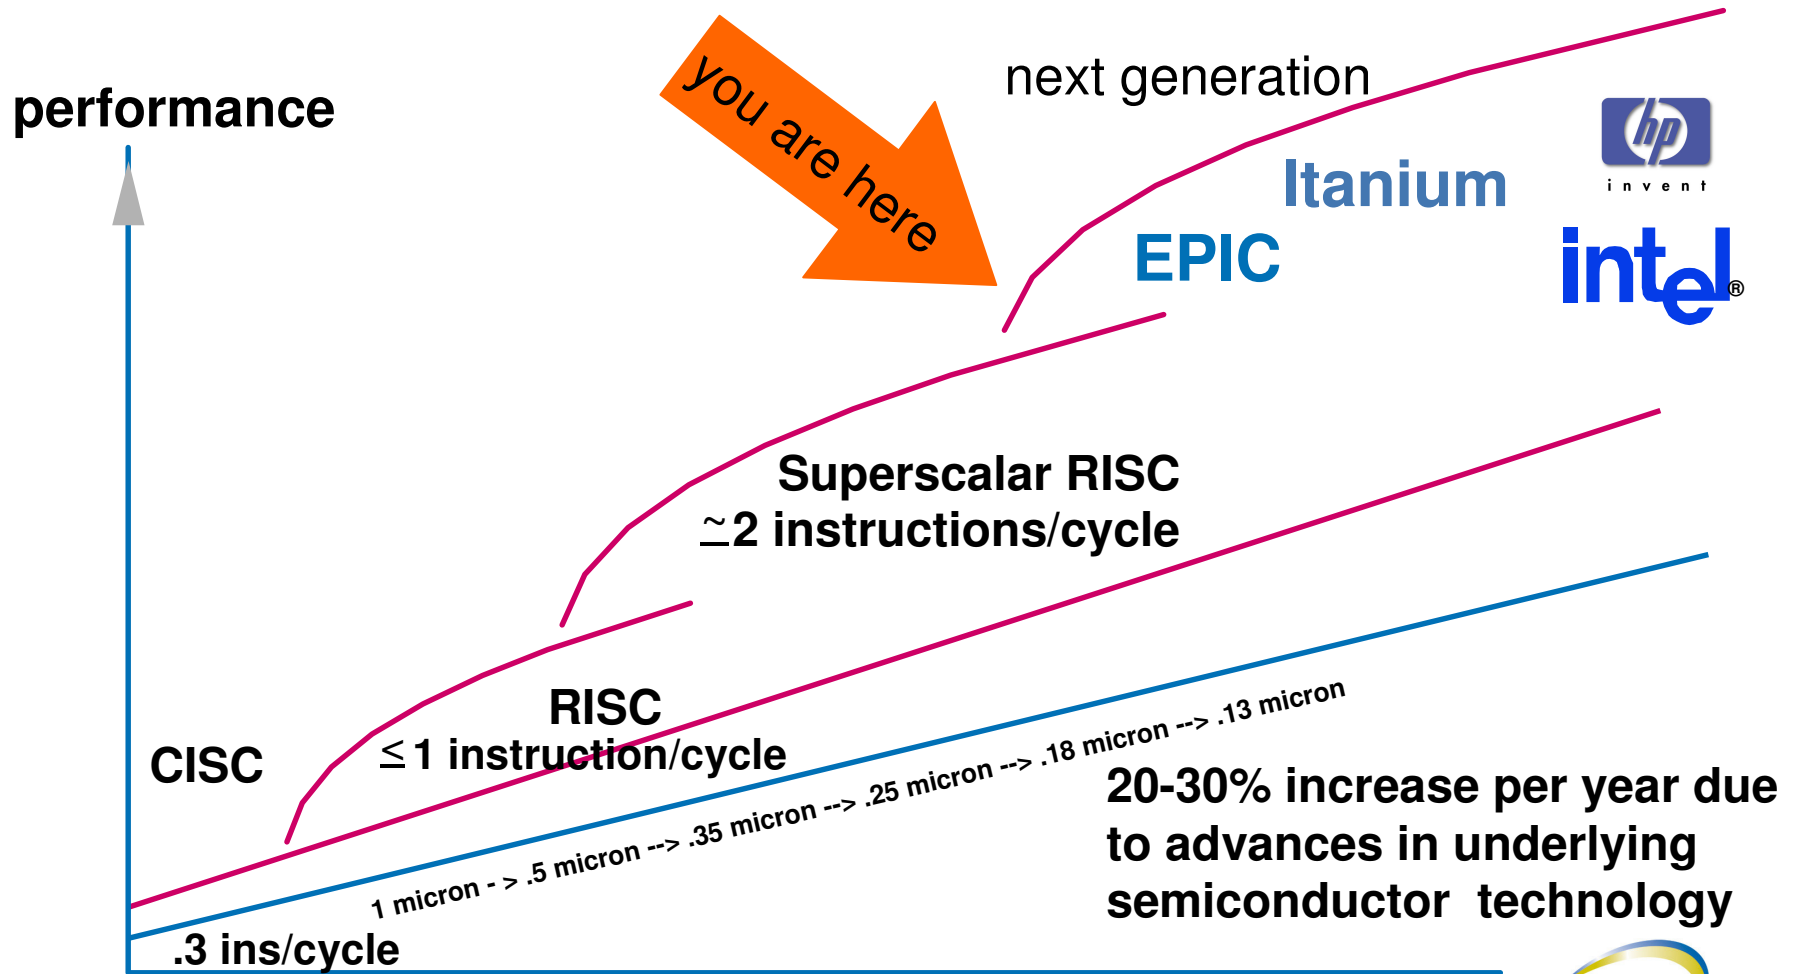 you are here
next generation
performance
hp
invent
Itanium
EPIC
intel®
Superscalar RISC
≃2 instructions/cycle
RISC
≤ 1 instruction/cycle
CISC
1 micron - > .5 micron --> .35 micron --> .25 micron --> .18 micron --> .13 micron
20-30% increase per year due
to advances in underlying
semiconductor technology
.3 ins/cycle